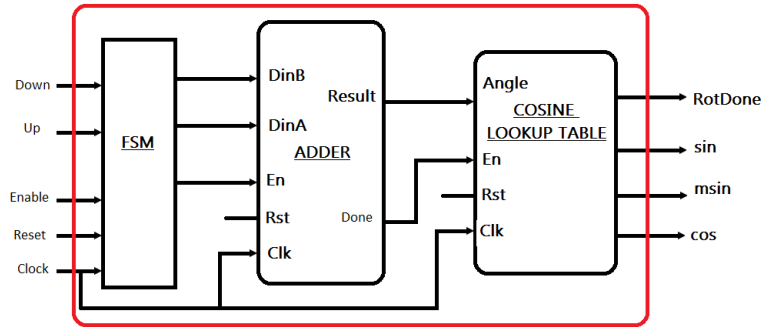 Down
Up
Enable
Reset
Clock
FSM
DinB
DinA
En
Rst
Clk
ADDER
Result
Done
Angle
COSINE
LOOKUP TABLE
En
Rst
Clk
RotDone
sin
msin
cos